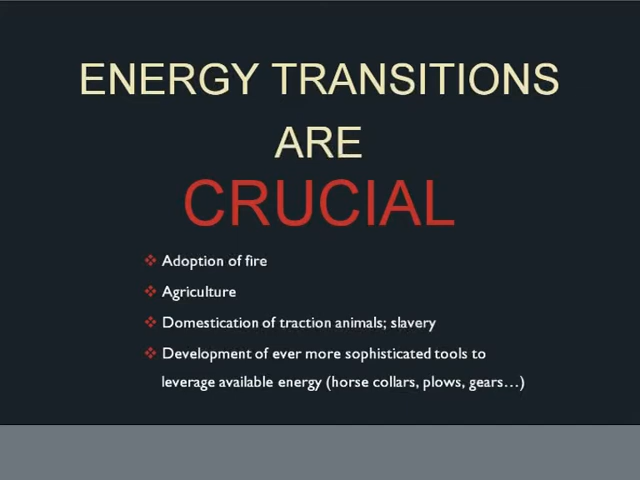 ENERGY TRANSITIONS
ARE
CRUCIAL
❖ Adoption of fire
❖ Agriculture
❖ Domestication of traction animals; slavery
❖ Development of ever more sophisticated tools to
leverage available energy (horse collars, plows, gears…)